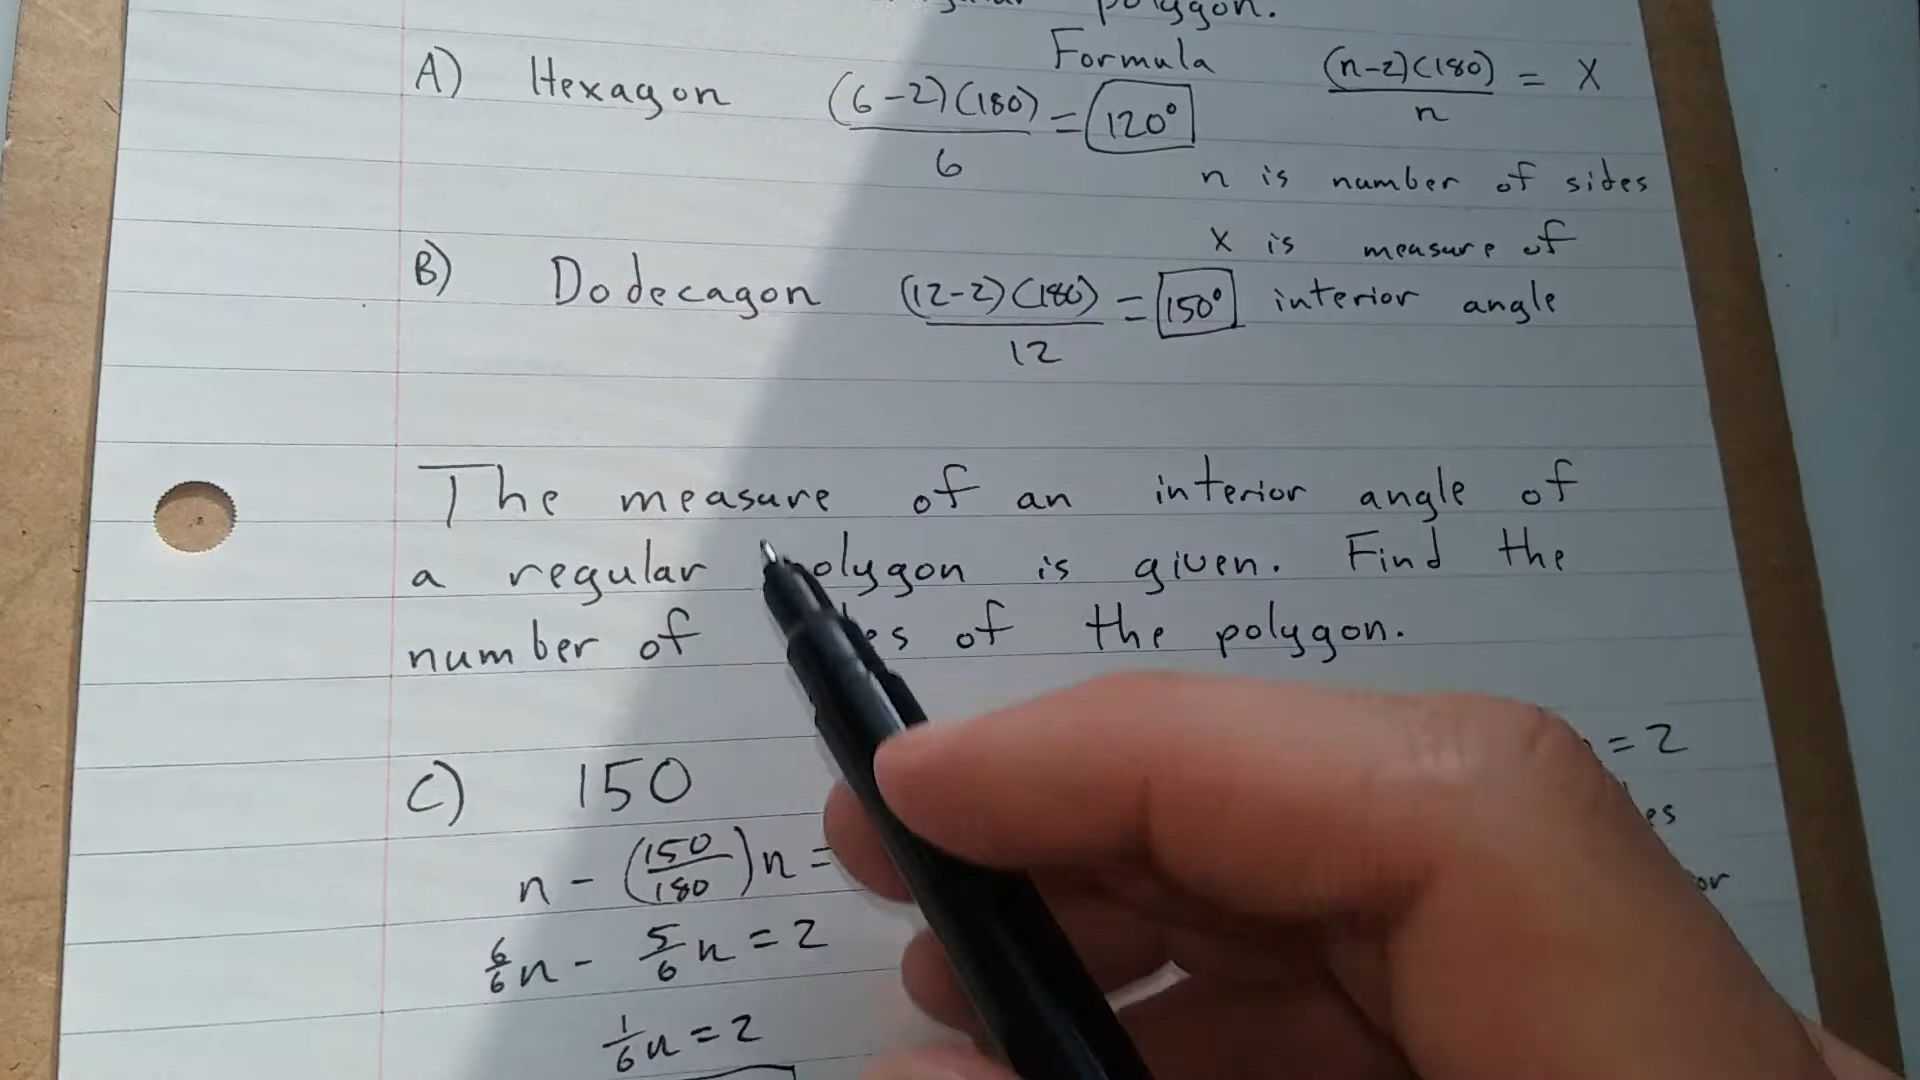 polygon.
Formula
A) Hexagon (6-2)(180)/6 = 120°
(n-2)(180)/n = X
n is number of sides
X is measure of
interior angle
B) Dodecagon (12-2)(180)/12 = 150°
The measure of an interior angle of
a regular polygon is given. Find the
number of of the polygon.
C) 150
= 2
n - (150/180)n =
6/6n - 5/6n = 2
1/6n = 2